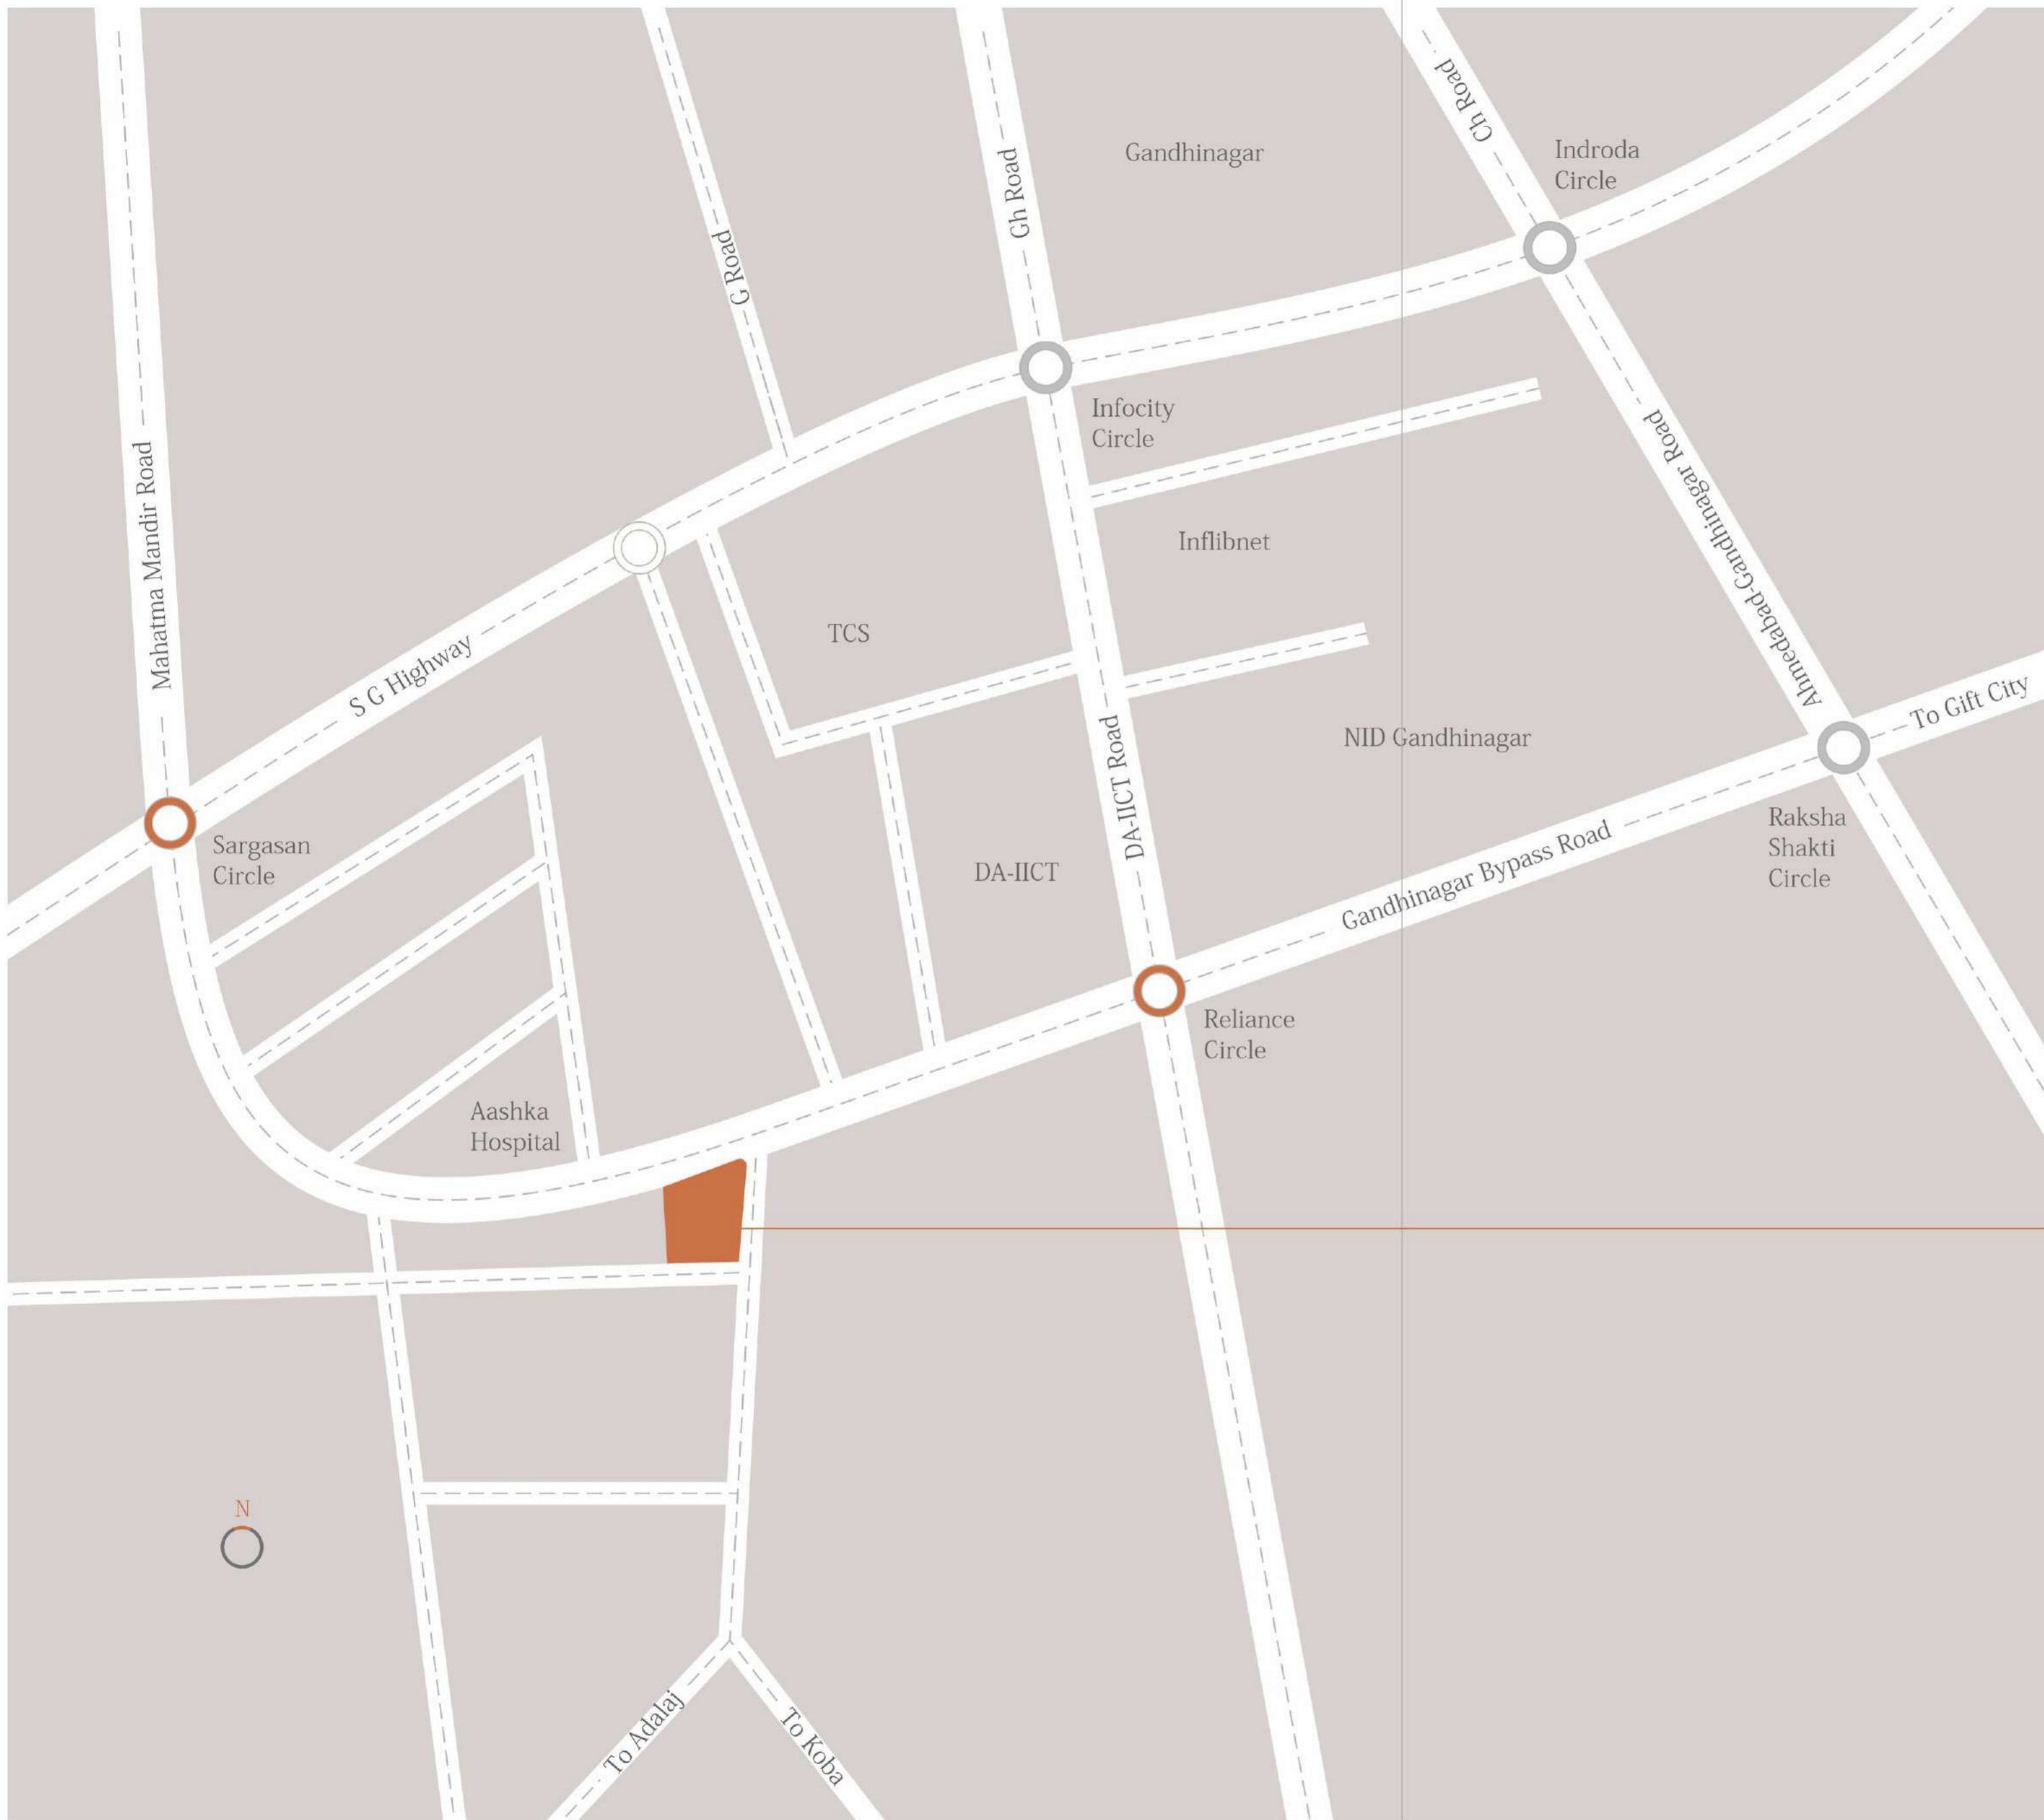 Ch Road
Gandhinagar
Indroda
Circle
Gh Road
G Road
Infocity
Circle
Mahatma Mandir Road
Inflibnet
Ahmedabad-Gandhinagar Road
TCS
S G Highway
To Gift City
NID Gandhinagar
DA-IICT Road
Sargasan
Circle
Raksha
Shakti
Circle
DA-IICT
Gandhinagar Bypass Road
Reliance
Circle
Aashka
Hospital
N
To Adalaj
To Koba